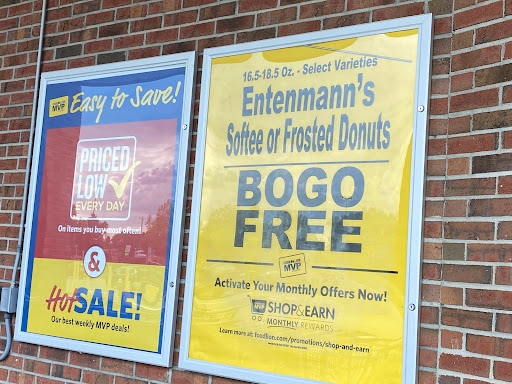 MVP
Easy to Save!
PRICED
LOW
EVERY DAY
On items you buy most often!
&
Hot SALE!
Our best weekly MVP deals!
16.5-18.5 Oz. - Select Varieties
Entenmann's
Softee or Frosted Donuts
BOGO
FREE
MVP
Activate Your Monthly Offers Now!
MVP
SHOP&EARN
MONTHLY REWARDS
Learn more at: foodlion.com/promotions/shop-and-earn